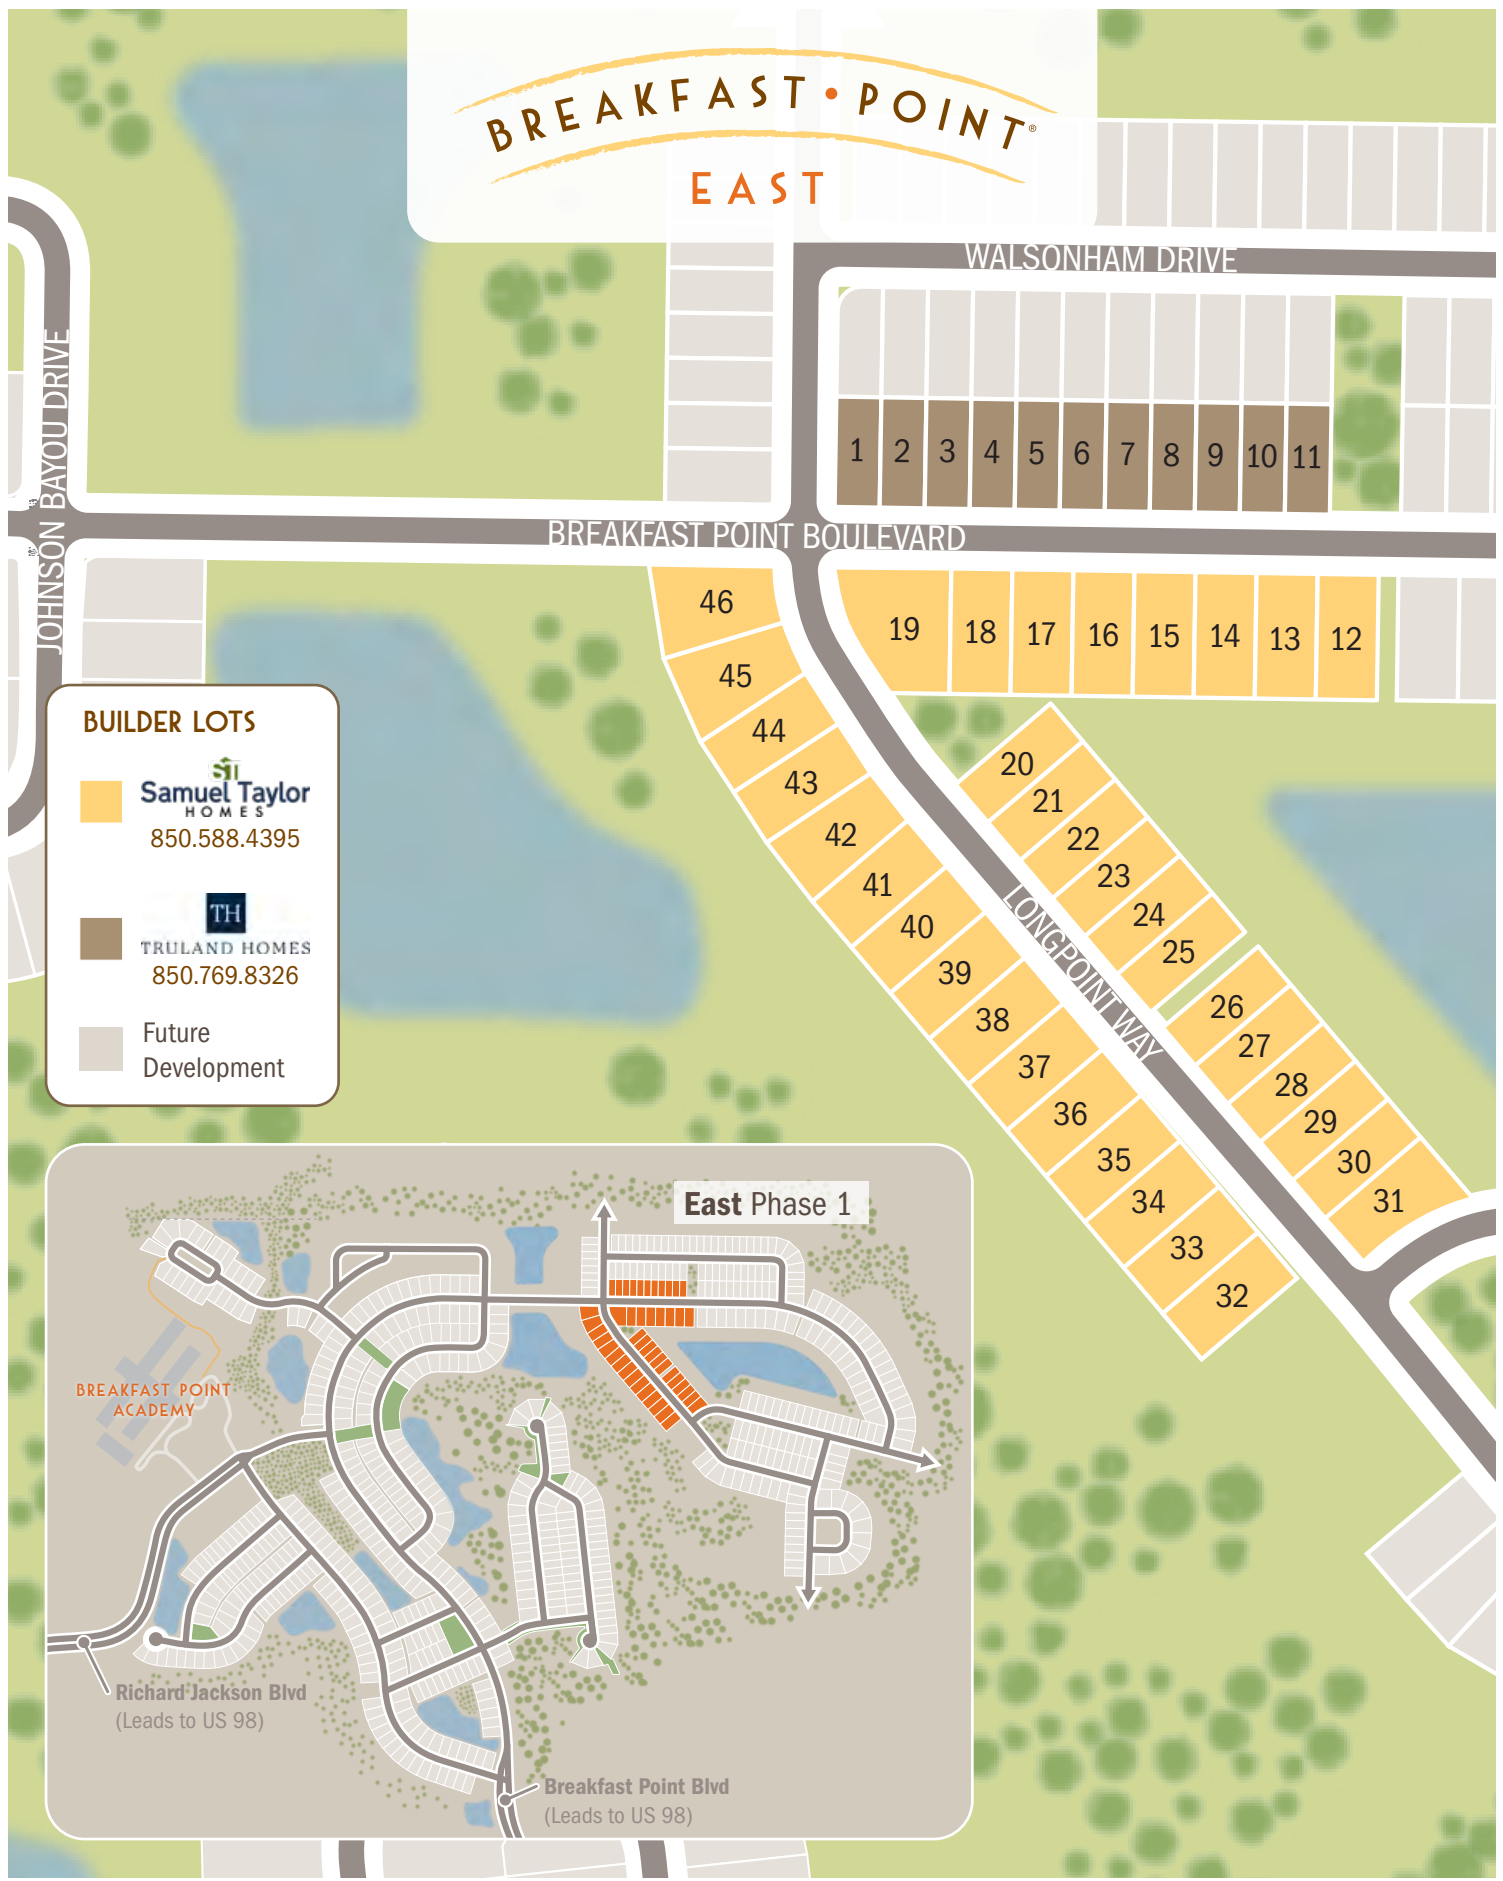 BREAKFAST • POINT®
EAST
WALSONHAM DRIVE
JOHNSON BAYOU DRIVE
1 2 3 4 5 6 7 8 9 10 11
BREAKFAST POINT BOULEVARD
46
19 18 17 16 15 14 13 12
45
44
43
42
41
40
39
38
37
36
35
34
33
32
20
21
22
23
24
25
26
27
28
29
30
31
LONGPOINT WAY
BUILDER LOTS
STH
Samuel Taylor
HOMES
850.588.4395
TH
TRULAND HOMES
850.769.8326
Future
Development
East Phase 1
BREAKFAST POINT
ACADEMY
Richard Jackson Blvd
(Leads to US 98)
Breakfast Point Blvd
(Leads to US 98)